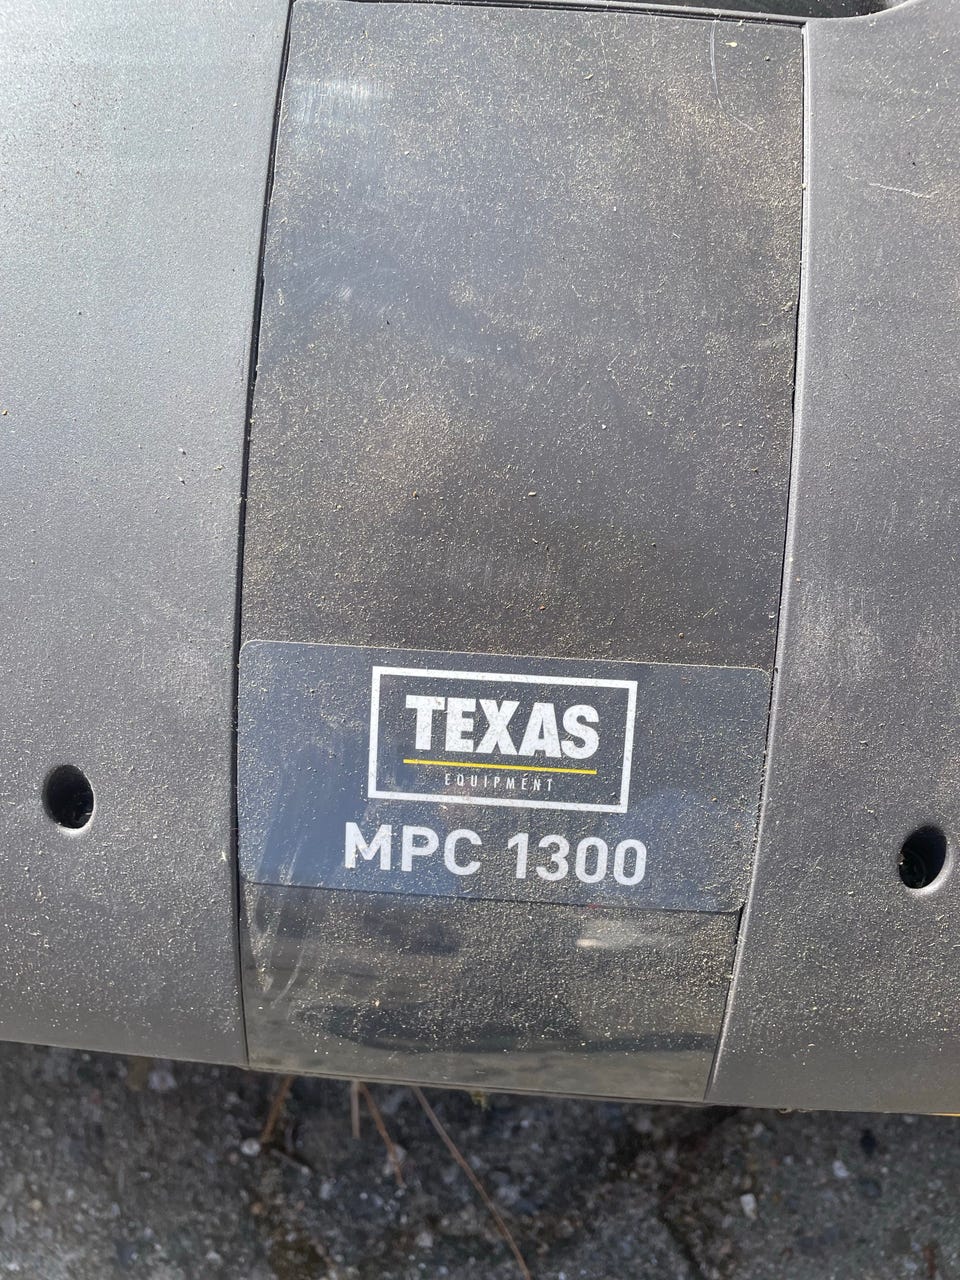 TEXAS
EQUIPMENT
MPC 1300